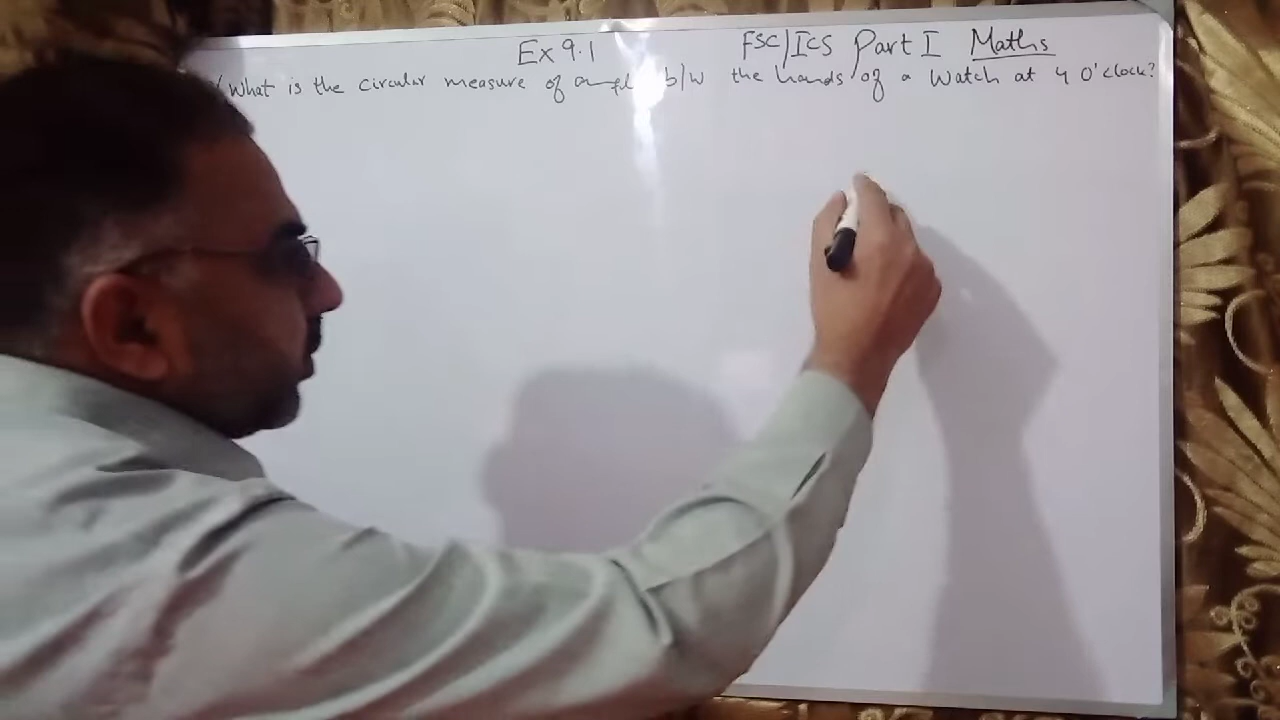 Ex 9.1 FSC/ICS Part I Maths
What is the circular measure of angle b/w the hands of a watch at 4 O'clock?